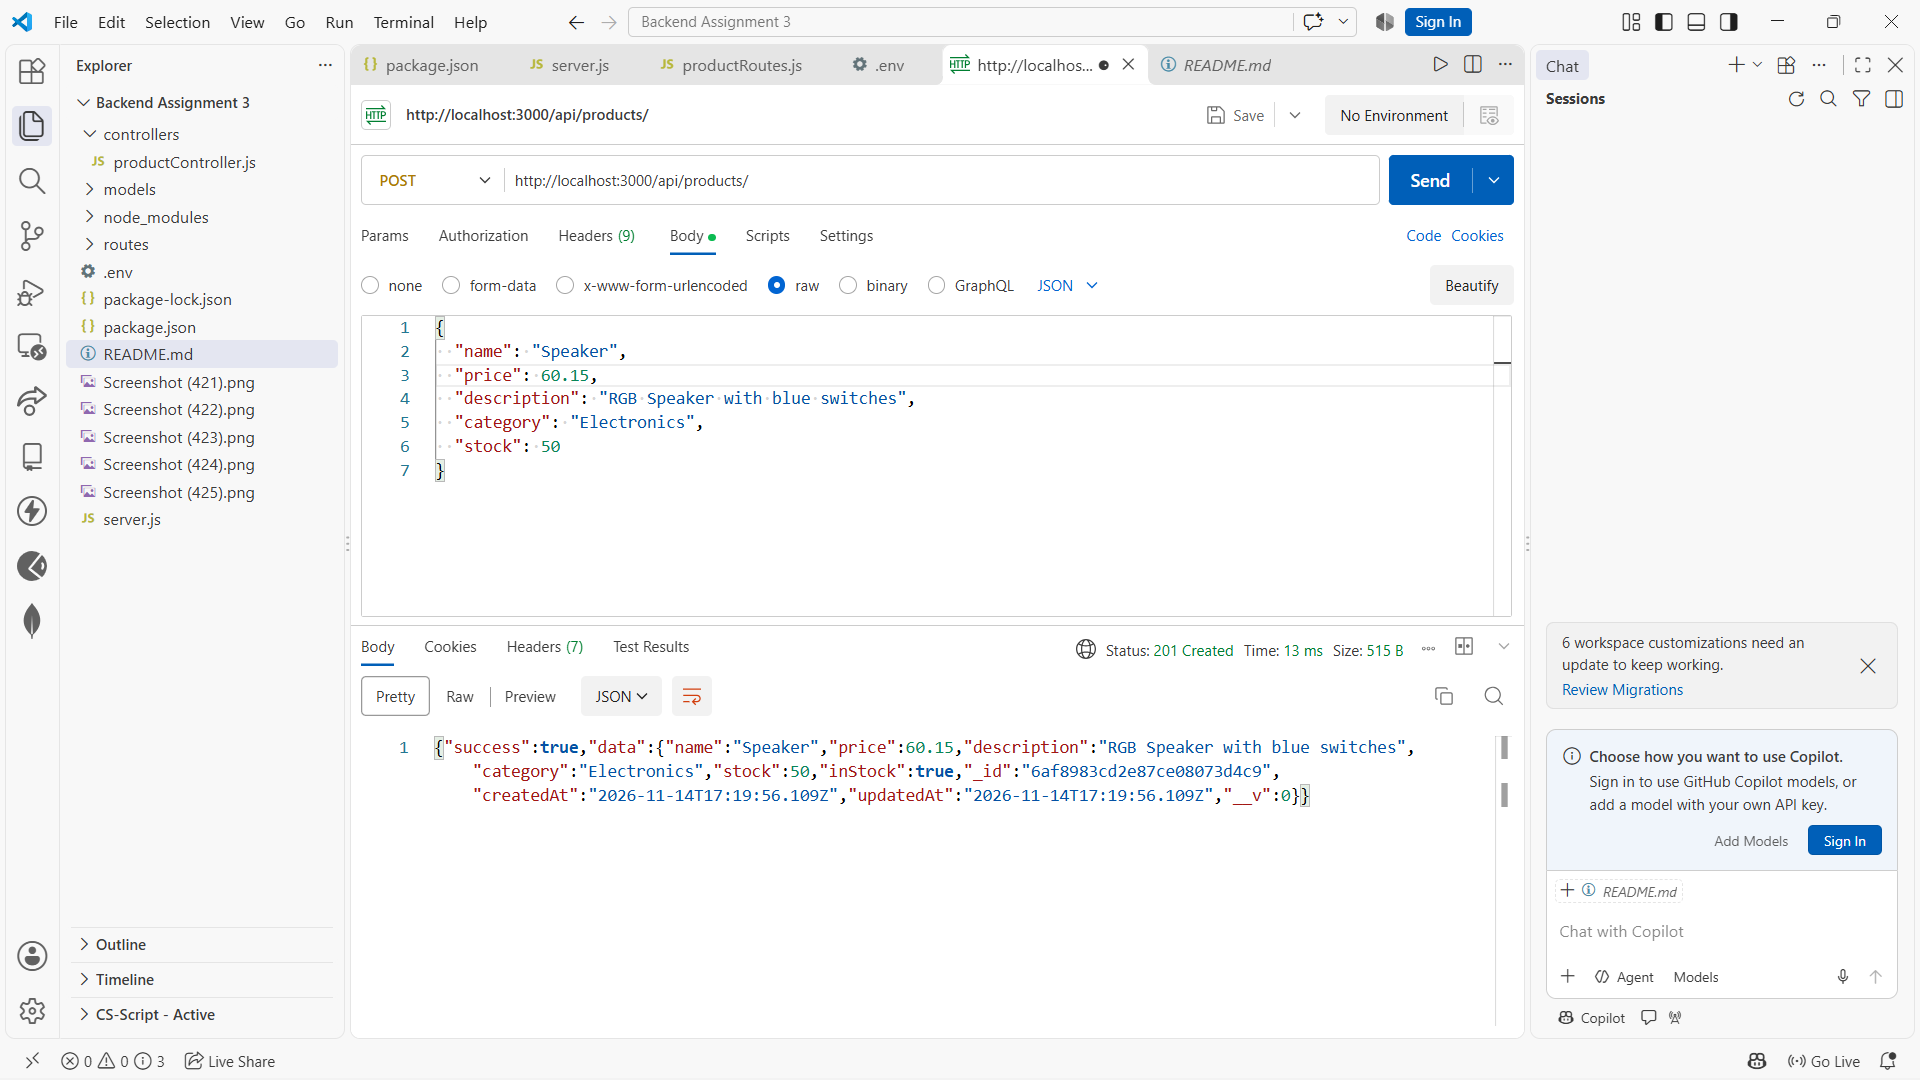 File Edit Selection View Go Run Terminal Help
Backend Assignment 3
Sign In
Explorer
Backend Assignment 3
controllers
JS productController.js
models
node_modules
routes
.env
{} package-lock.json
{} package.json
README.md
Screenshot (421).png
Screenshot (422).png
Screenshot (423).png
Screenshot (424).png
Screenshot (425).png
JS server.js
Outline
Timeline
CS-Script - Active
{} package.json
JS server.js
JS productRoutes.js
.env
HTTP http://localhos...
README.md
HTTP http://localhost:3000/api/products/
Save
No Environment
POST http://localhost:3000/api/products/
Send
Params Authorization Headers (9) Body Scripts Settings
Code Cookies
none form-data x-www-form-urlencoded raw binary GraphQL JSON
Beautify
1 {
2 "name": "Speaker",
3 "price": 60.15,
4 "description": "RGB Speaker with blue switches",
5 "category": "Electronics",
6 "stock": 50
7 }
Body Cookies Headers (7) Test Results
Status: 201 Created Time: 13 ms Size: 515 B
Pretty Raw Preview JSON
1 {"success":true,"data":{"name":"Speaker","price":60.15,"description":"RGB Speaker with blue switches",
"category":"Electronics","stock":50,"inStock":true,"_id":"6af8983cd2e87ce08073d4c9",
"createdAt":"2026-11-14T17:19:56.109Z","updatedAt":"2026-11-14T17:19:56.109Z","__v":0}}
Chat
Sessions
6 workspace customizations need an
update to keep working.
Review Migrations
Choose how you want to use Copilot.
Sign in to use GitHub Copilot models, or
add a model with your own API key.
Add Models
Sign In
README.md
Chat with Copilot
Agent Models
Copilot
0 0 3 Live Share
Go Live